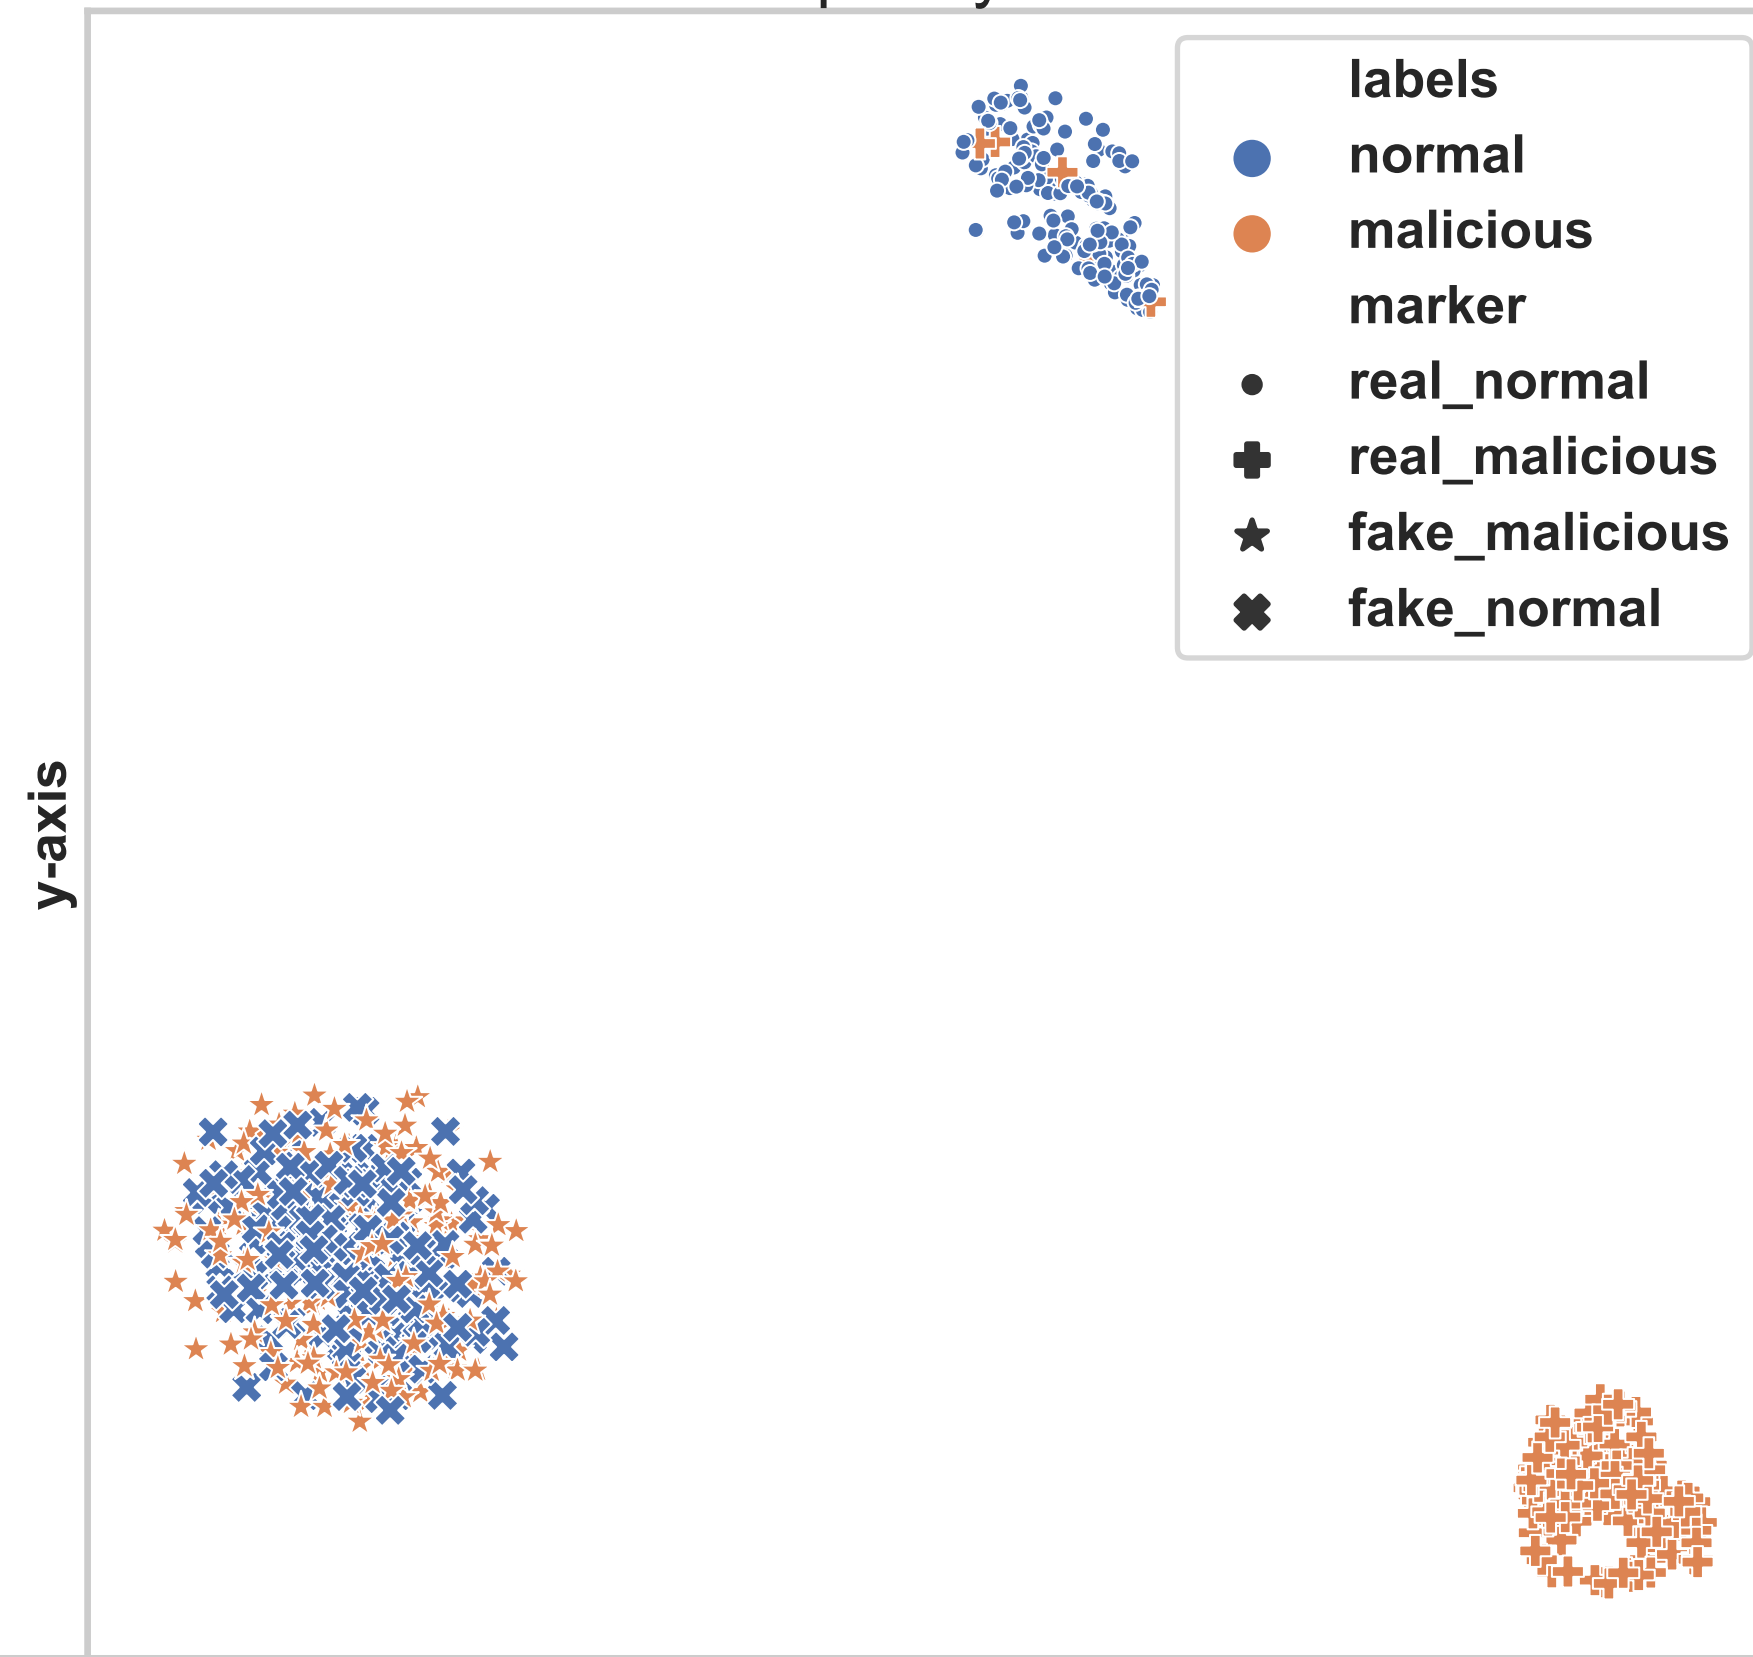 labels
normal
malicious
marker
real_normal
real_malicious
fake_malicious
fake_normal
y-axis